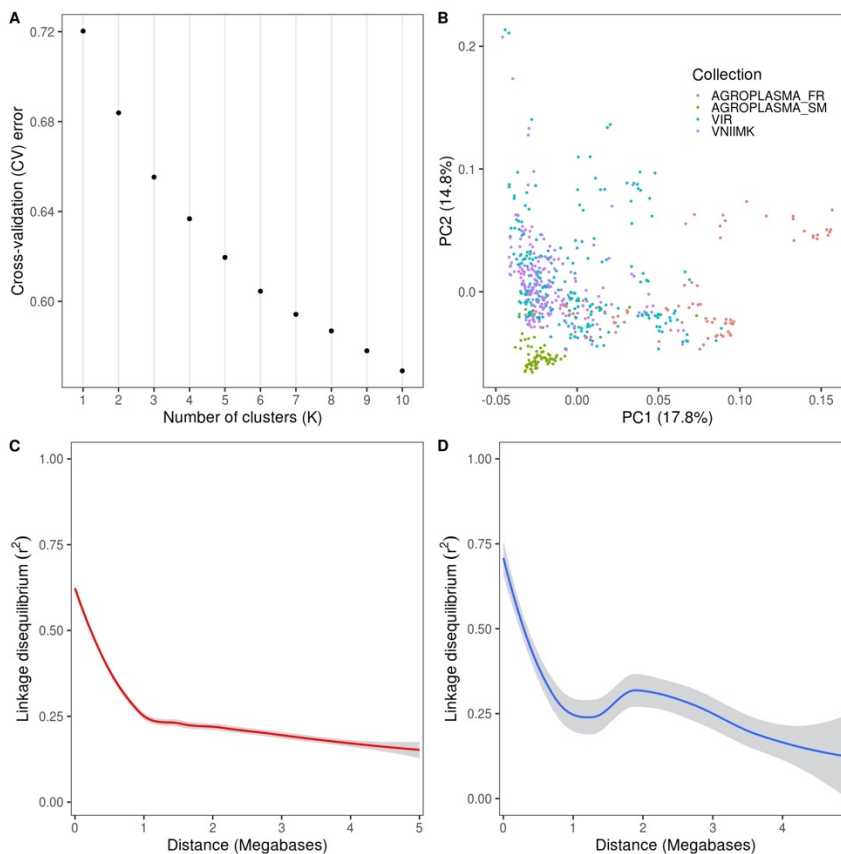 A
0.72
0.68
0.64
0.60
Cross-validation (CV) error
1 2 3 4 5 6 7 8 9 10
Number of clusters (K)
B
0.2
0.1
0.0
PC2 (14.8%)
Collection
AGROPLASMA_FR
AGROPLASMA_SM
VIR
VNIIMK
-0.05 0.00 0.05 0.10 0.15
PC1 (17.8%)
C
1.00
0.75
0.50
0.25
0.00
Linkage disequilibrium (r²)
0 1 2 3 4 5
Distance (Megabases)
D
1.00
0.75
0.50
0.25
0.00
Linkage disequilibrium (r²)
0 1 2 3 4
Distance (Megabases)